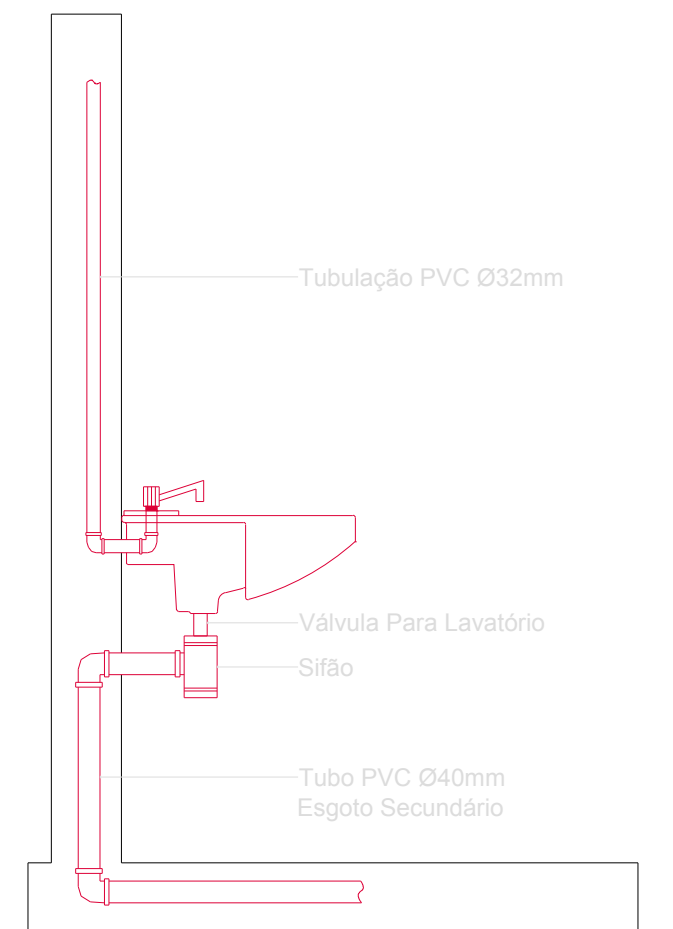 Tubulação PVC Ø32mm
Válvula Para Lavatório
Sifão
Tubo PVC Ø40mm
Esgoto Secundário